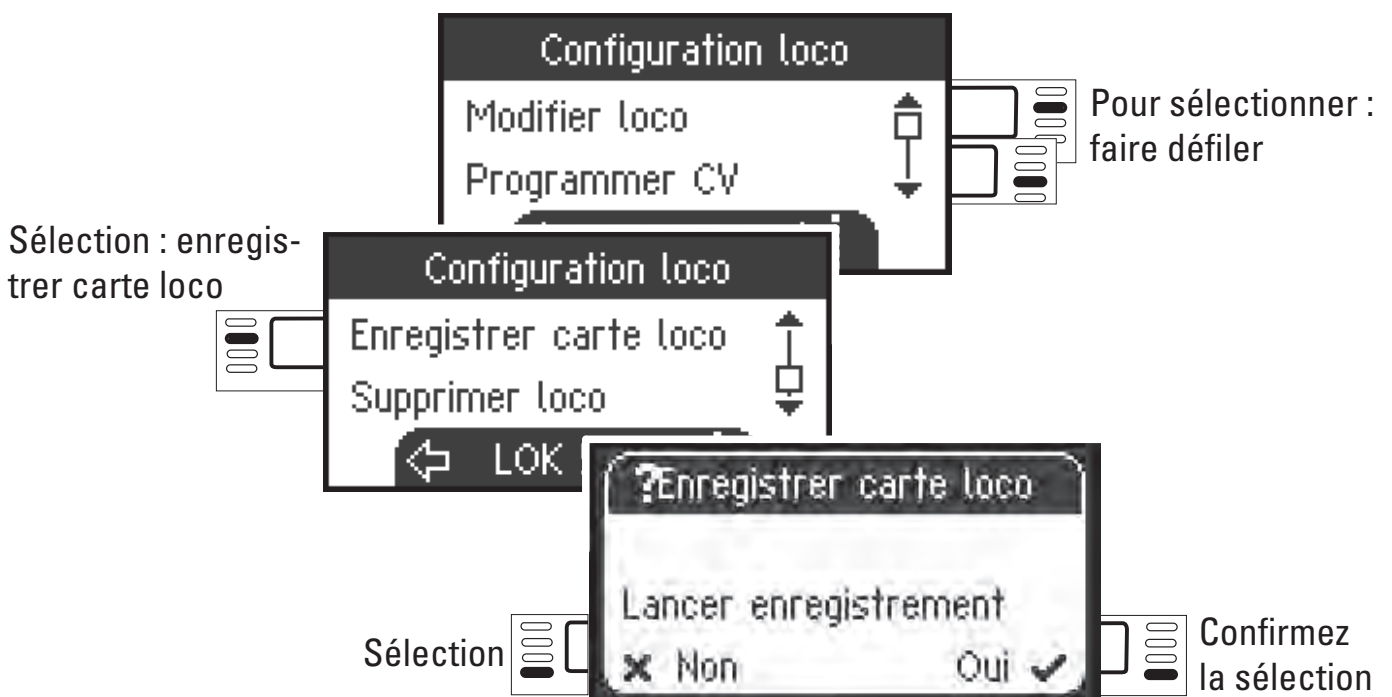 Configuration loco
Modifier loco
Programmer CV
Pour sélectionner :
faire défiler
Sélection : enregis-
trer carte loco
Configuration loco
Enregistrer carte loco
Supprimer loco
LOK
?Enregistrer carte loco
Lancer enregistrement
Non
Oui
Sélection
Confirmez
la sélection